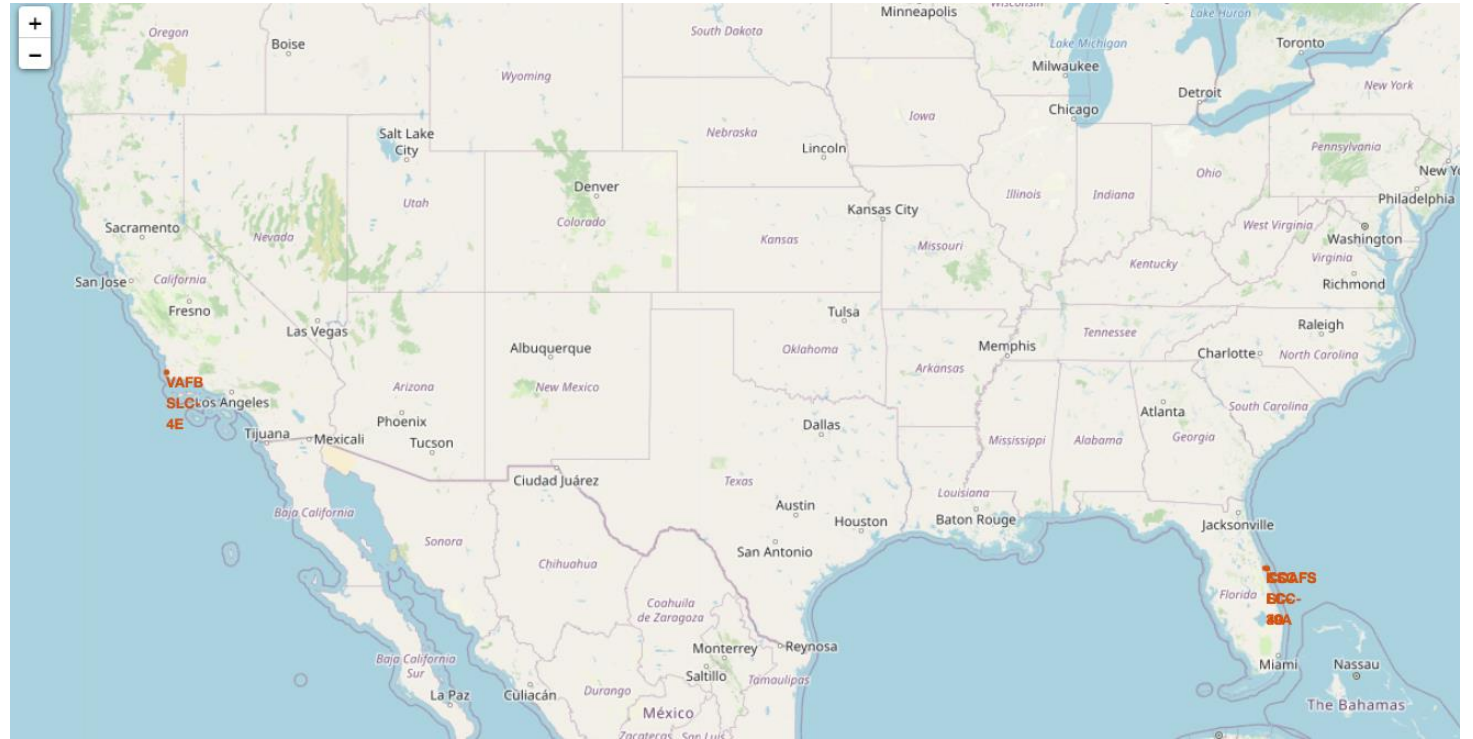 +
−
Oregon
Boise
South Dakota
Minneapolis
Wisconsin
Lake Huron
Toronto
Wyoming
Lake Michigan
Milwaukee
Detroit
New York
Chicago
Iowa
Salt Lake
City
Nebraska
Lincoln
Pennsylvania
New Yo
Philadelphia
Denver
Utah
Colorado
Illinois
Indiana
Ohio
Kansas City
Sacramento
Nevada
Kansas
Missouri
West Virginia
Washington
Virginia
San Jose
California
Kentucky
Richmond
Fresno
Las Vegas
Tulsa
Raleigh
Albuquerque
Oklahoma
Memphis
Tennessee
Charlotte
North Carolina
VAFB
SLC-
4E
Los Angeles
Arizona
New Mexico
Arkansas
Phoenix
Tucson
Dallas
Atlanta
South Carolina
Tijuana
Mexicali
Mississippi
Alabama
Georgia
Ciudad Juárez
Texas
Louisiana
Baja California
Austin
Houston
Baton Rouge
Jacksonville
Sonora
San Antonio
Chihuahua
Florida
Coahuila
de Zaragoza
Monterrey
Reynosa
Saltillo
Tamaulipas
Miami
Nassau
Baja California
Sur
La Paz
Culiacán
Durango
México
The Bahamas
Zacatecas
San Luis